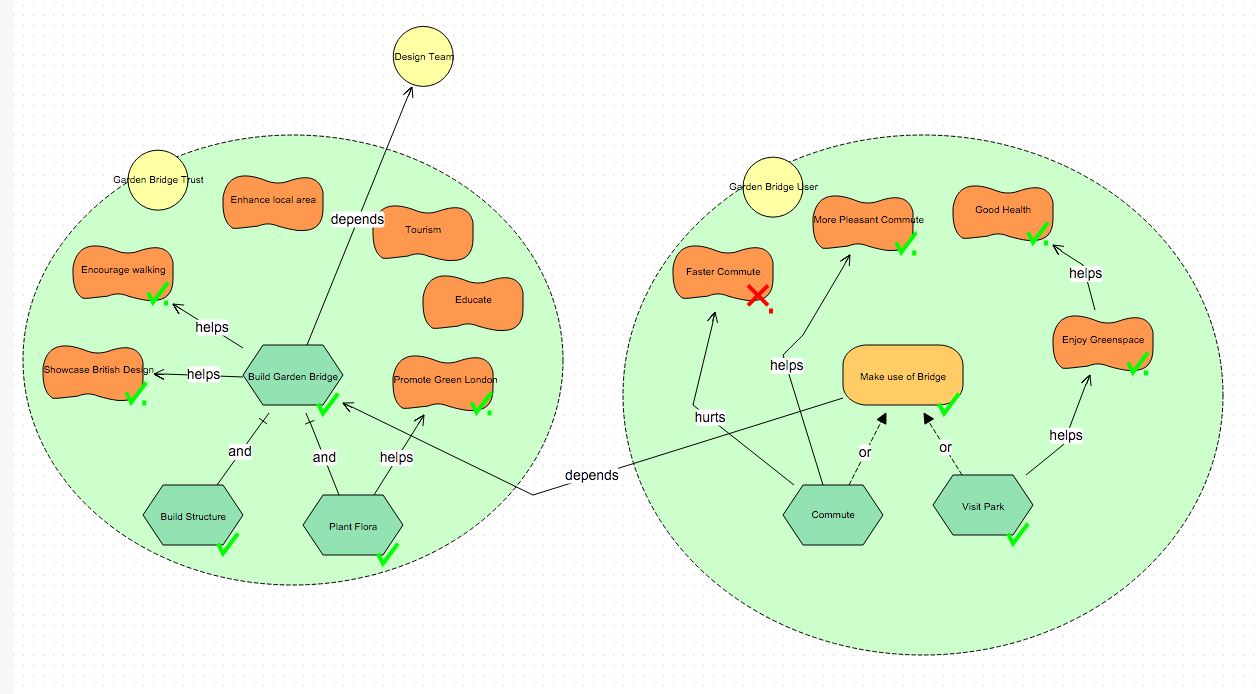 Design Team
Garden Bridge Trust
Enhance local area
depends
Tourism
Encourage walking
Educate
helps
Showcase British Design
helps
Build Garden Bridge
Promote Green London
and
and
helps
Build Structure
Plant Flora
depends
Garden Bridge User
More Pleasant Commute
Good Health
Faster Commute
helps
Enjoy Greenspace
helps
Make use of Bridge
hurts
or
or
helps
Commute
Visit Park